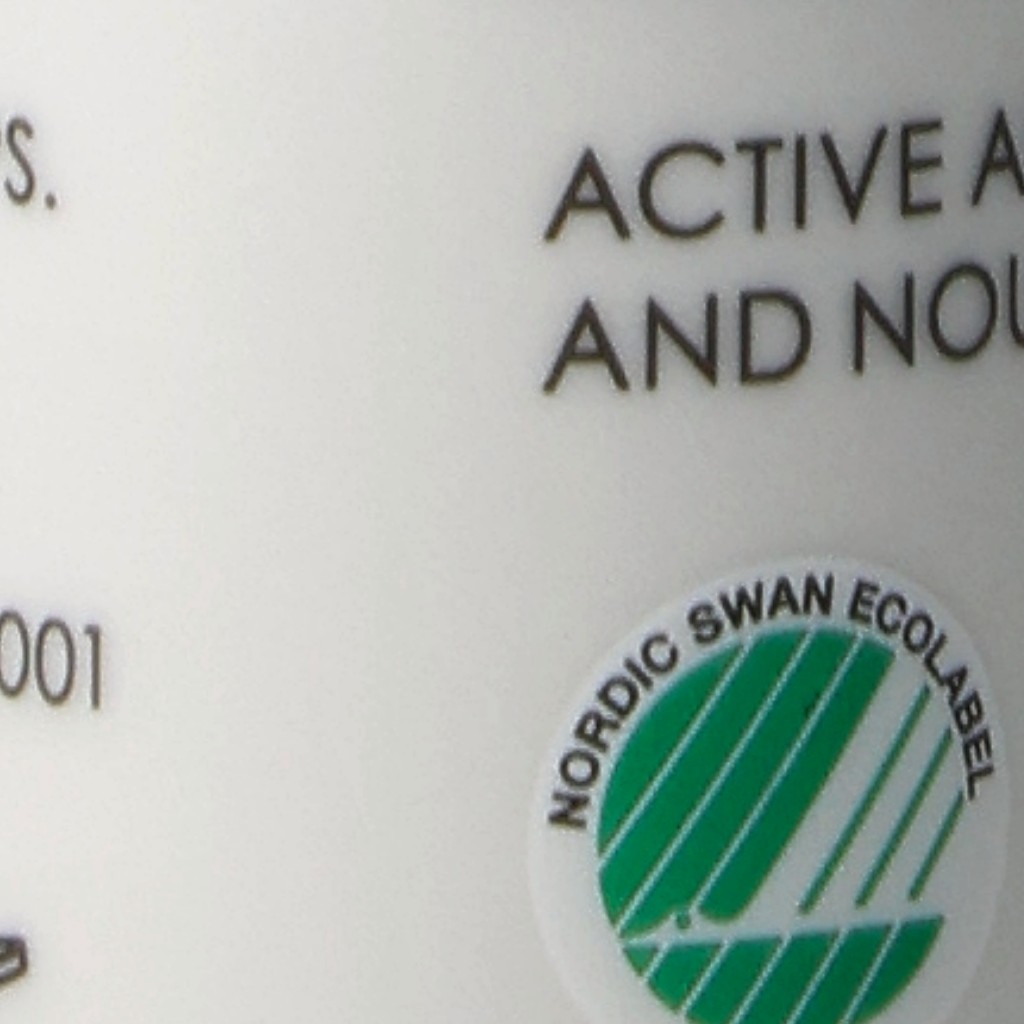 ACTIVE A
AND NOU
001
NORDIC SWAN ECOLABEL